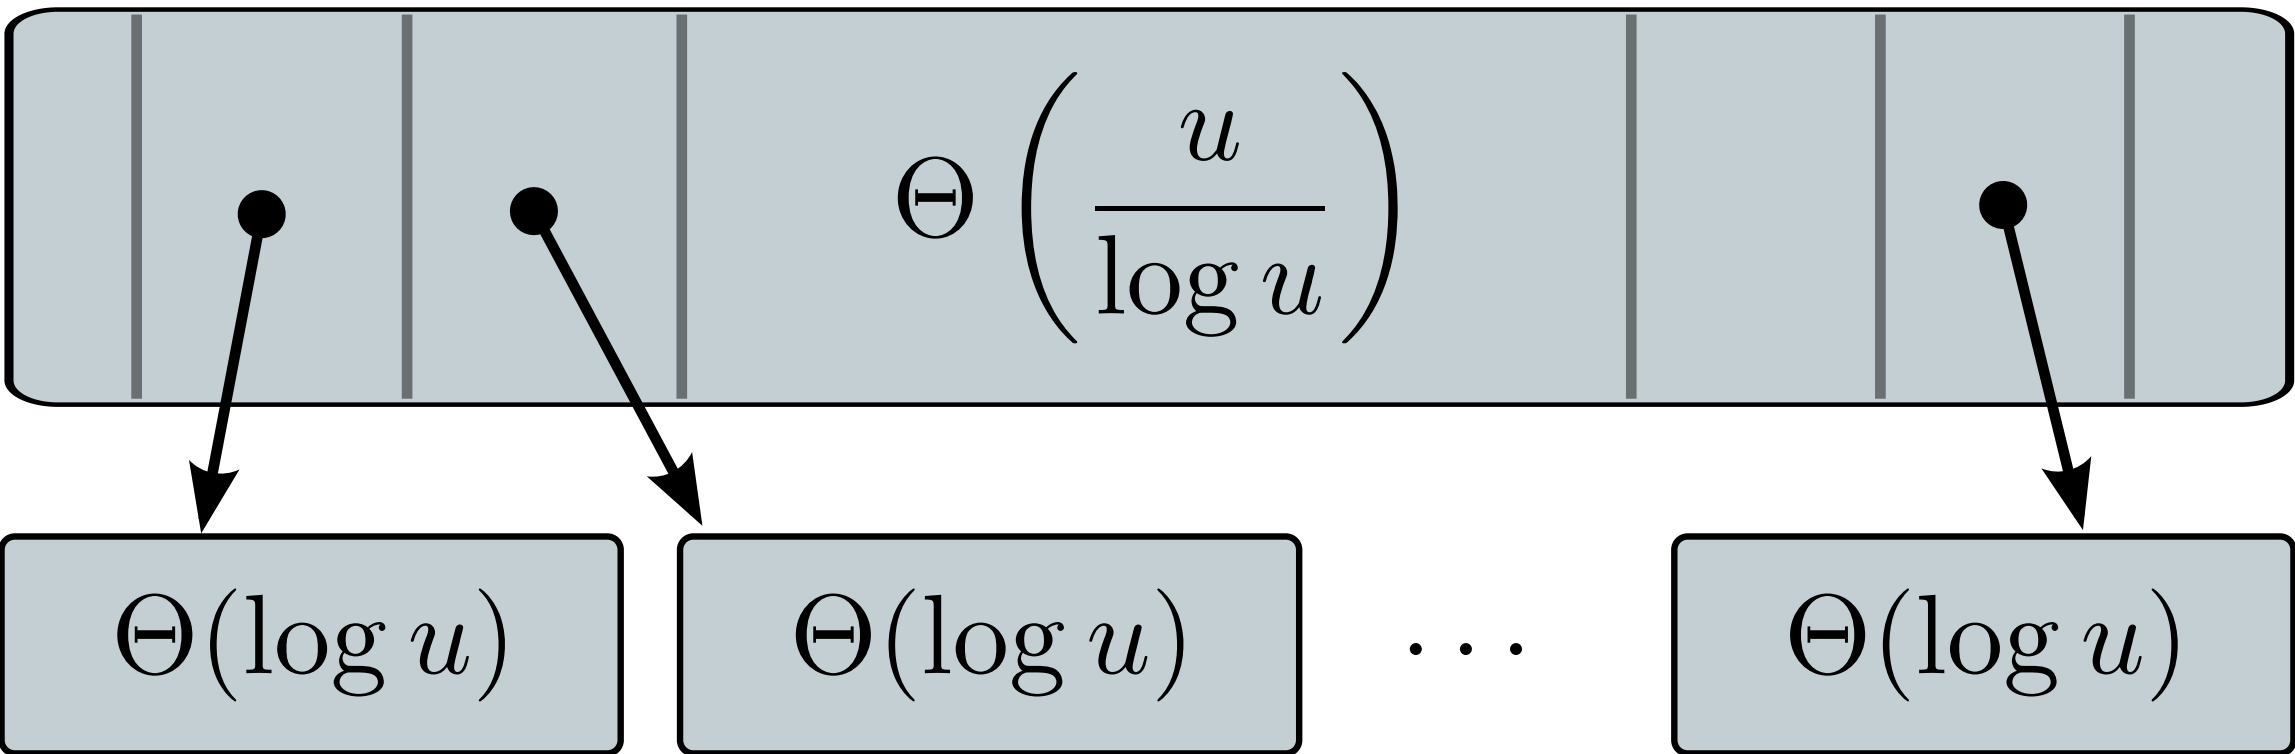 Θ(u/log u)
Θ(log u) Θ(log u) ··· Θ(log u)